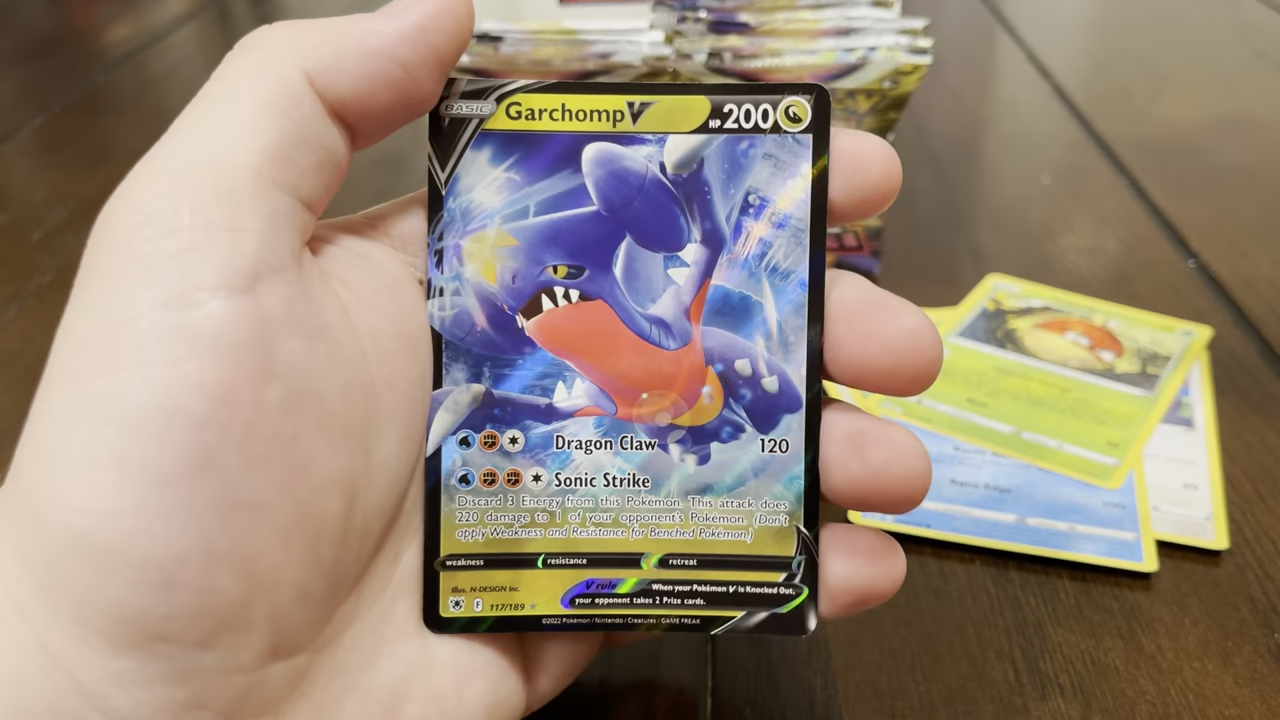 BASIC Garchomp V HP 200
Dragon Claw 120
Sonic Strike
Discard 3 Energy from this Pokémon. This attack does
220 damage to 1 of your opponent's Pokémon. (Don't
apply Weakness and Resistance for Benched Pokémon.)
weakness resistance retreat
Illus. N-DESIGN Inc.
V rule When your Pokémon V is Knocked Out,
your opponent takes 2 Prize cards.
F 117/189
©2022 Pokémon / Nintendo / Creatures / GAME FREAK